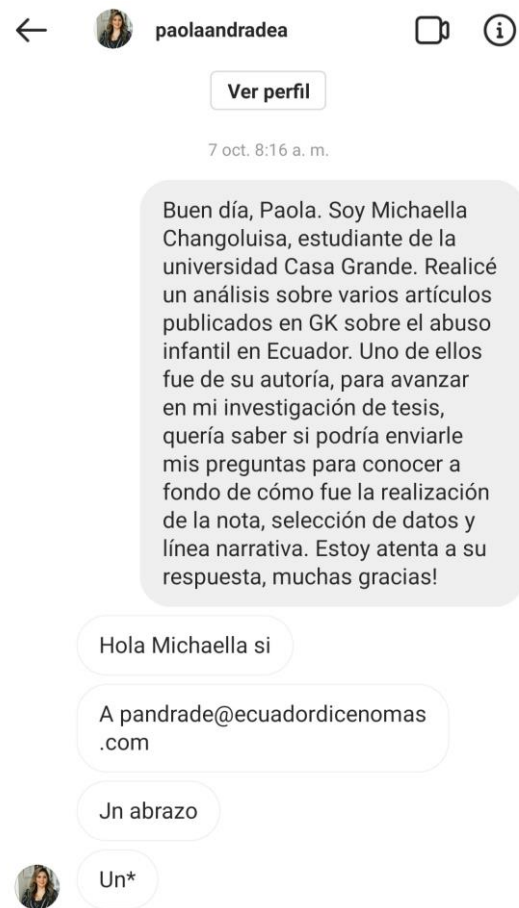 paolaandradea
Ver perfil
7 oct. 8:16 a. m.
Buen día, Paola. Soy Michaella
Changoluisa, estudiante de la
universidad Casa Grande. Realicé
un análisis sobre varios artículos
publicados en GK sobre el abuso
infantil en Ecuador. Uno de ellos
fue de su autoría, para avanzar
en mi investigación de tesis,
quería saber si podría enviarle
mis preguntas para conocer a
fondo de cómo fue la realización
de la nota, selección de datos y
línea narrativa. Estoy atenta a su
respuesta, muchas gracias!
Hola Michaella si
A pandrade@ecuadordicenomas
.com
Jn abrazo
Un*